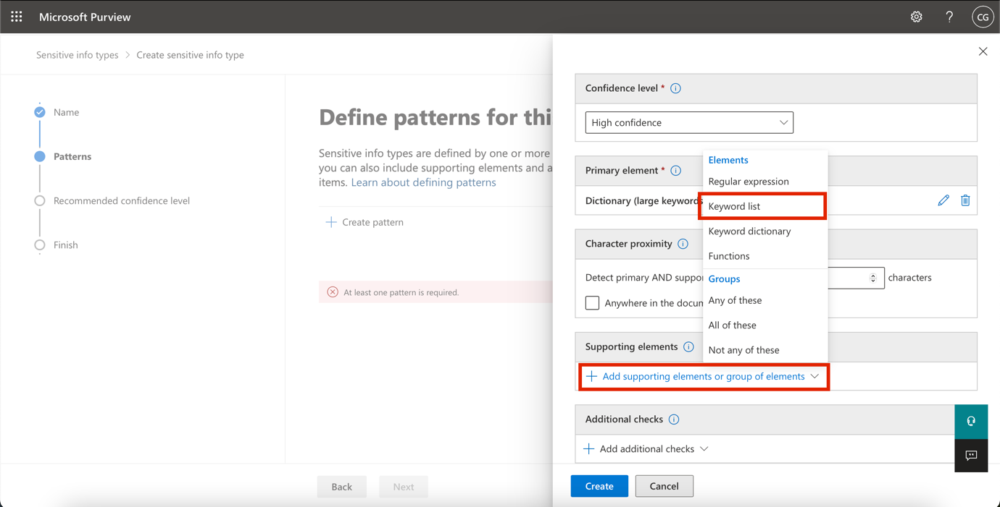 Microsoft Purview
CG
Sensitive info types > Create sensitive info type
Name
Patterns
Recommended confidence level
Finish
Define patterns for thi
Sensitive info types are defined by one or more
you can also include supporting elements and a
items. Learn about defining patterns
Create pattern
At least one pattern is required.
Back
Next
Confidence level *
High confidence
Primary element *
Dictionary (large keywords
Character proximity
Detect primary AND suppo
characters
Anywhere in the docum
Elements
Regular expression
Keyword list
Keyword dictionary
Functions
Groups
Any of these
All of these
Not any of these
Supporting elements
Add supporting elements or group of elements
Additional checks
Add additional checks
Create
Cancel